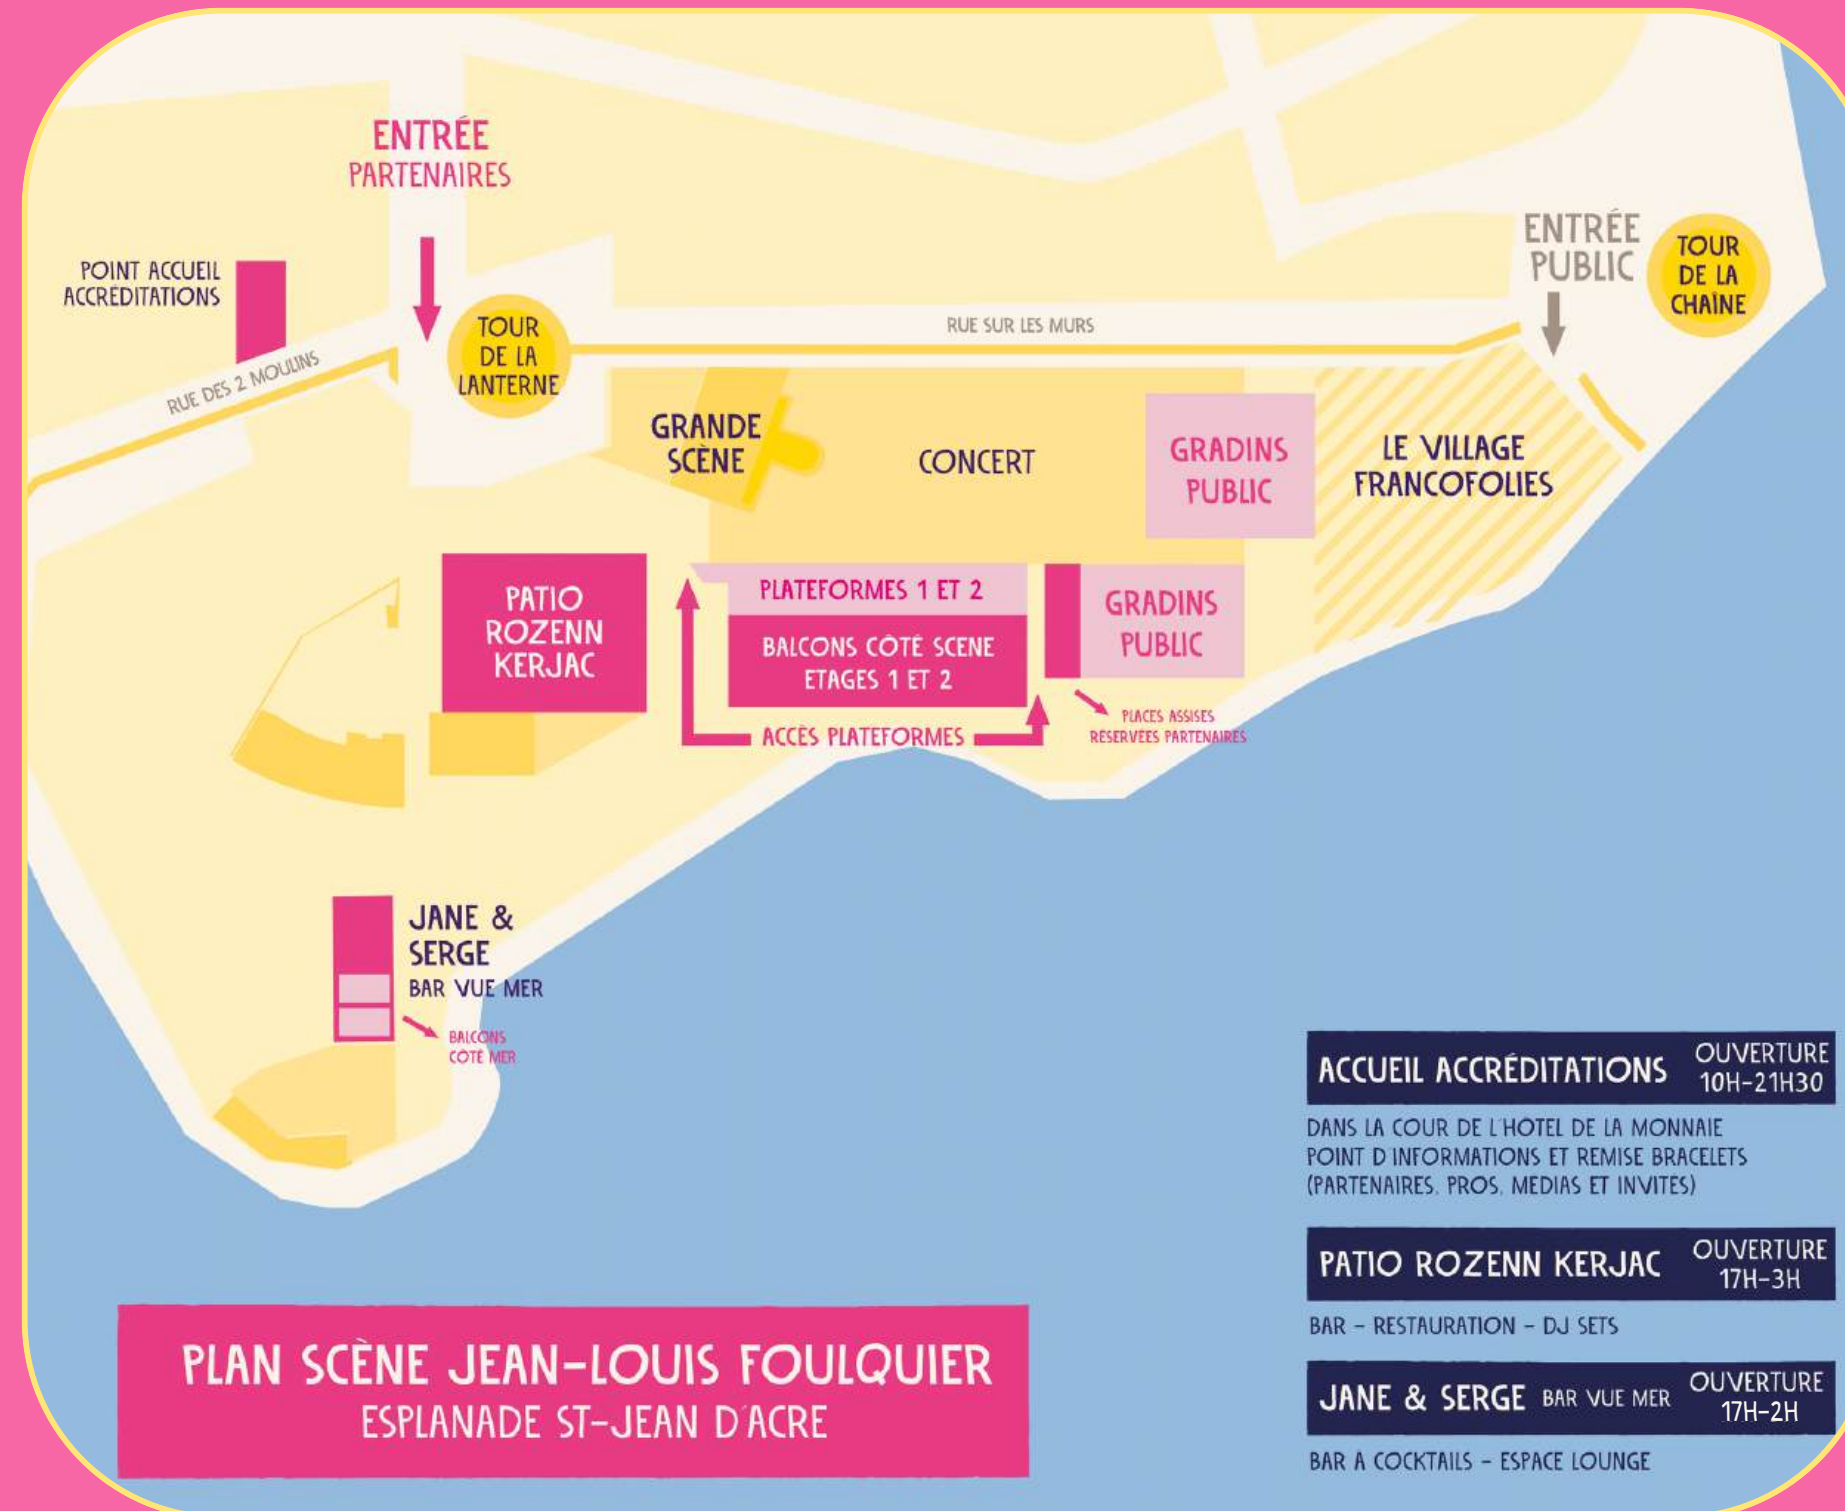 ENTRÉE
PARTENAIRES
POINT ACCUEIL
ACCRÉDITATIONS
RUE DES 2 MOULINS
TOUR
DE LA
LANTERNE
RUE SUR LES MURS
ENTRÉE
PUBLIC
TOUR
DE LA
CHAÎNE
GRANDE
SCÈNE
CONCERT
GRADINS
PUBLIC
LE VILLAGE
FRANCOFOLIES
PATIO
ROZENN
KERJAC
PLATEFORMES 1 ET 2
BALCONS CÔTÉ SCENE
ETAGES 1 ET 2
GRADINS
PUBLIC
ACCÈS PLATEFORMES
PLACES ASSISES
RÉSERVÉES PARTENAIRES
JANE &
SERGE
BAR VUE MER
BALCONS
CÔTÉ MER
ACCUEIL ACCRÉDITATIONS
OUVERTURE
10H-21H30
DANS LA COUR DE L'HÔTEL DE LA MONNAIE
POINT D'INFORMATIONS ET REMISE BRACELETS
(PARTENAIRES, PROS, MÉDIAS ET INVITÉS)
PATIO ROZENN KERJAC
OUVERTURE
17H-3H
BAR - RESTAURATION - DJ SETS
JANE & SERGE BAR VUE MER
OUVERTURE
17H-2H
BAR À COCKTAILS - ESPACE LOUNGE
PLAN SCÈNE JEAN-LOUIS FOULQUIER
ESPLANADE ST-JEAN D'ACRE